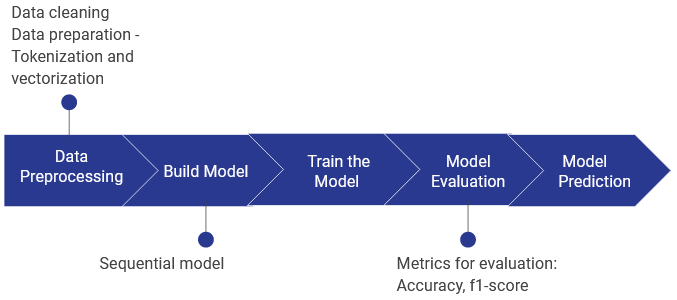 Data cleaning
Data preparation -
Tokenization and
vectorization
Data
Preprocessing
Build Model
Train the
Model
Model
Evaluation
Model
Prediction
Sequential model
Metrics for evaluation:
Accuracy, f1-score